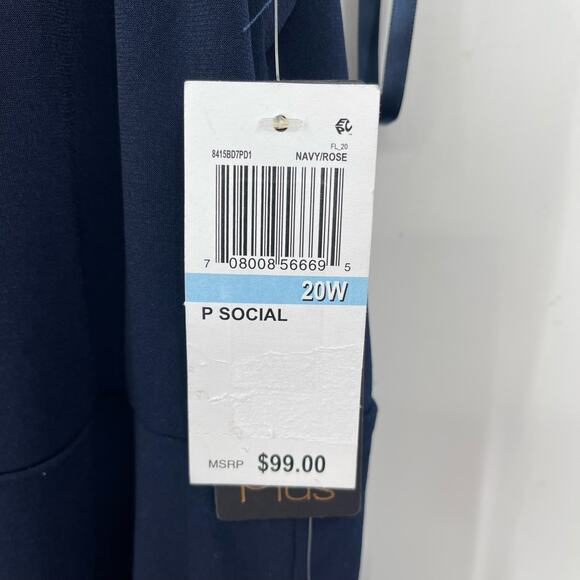 FL_20
8415BD7PD1 NAVY/ROSE
7 08008 56669 5
20W
P SOCIAL
MSRP $99.00
Plus